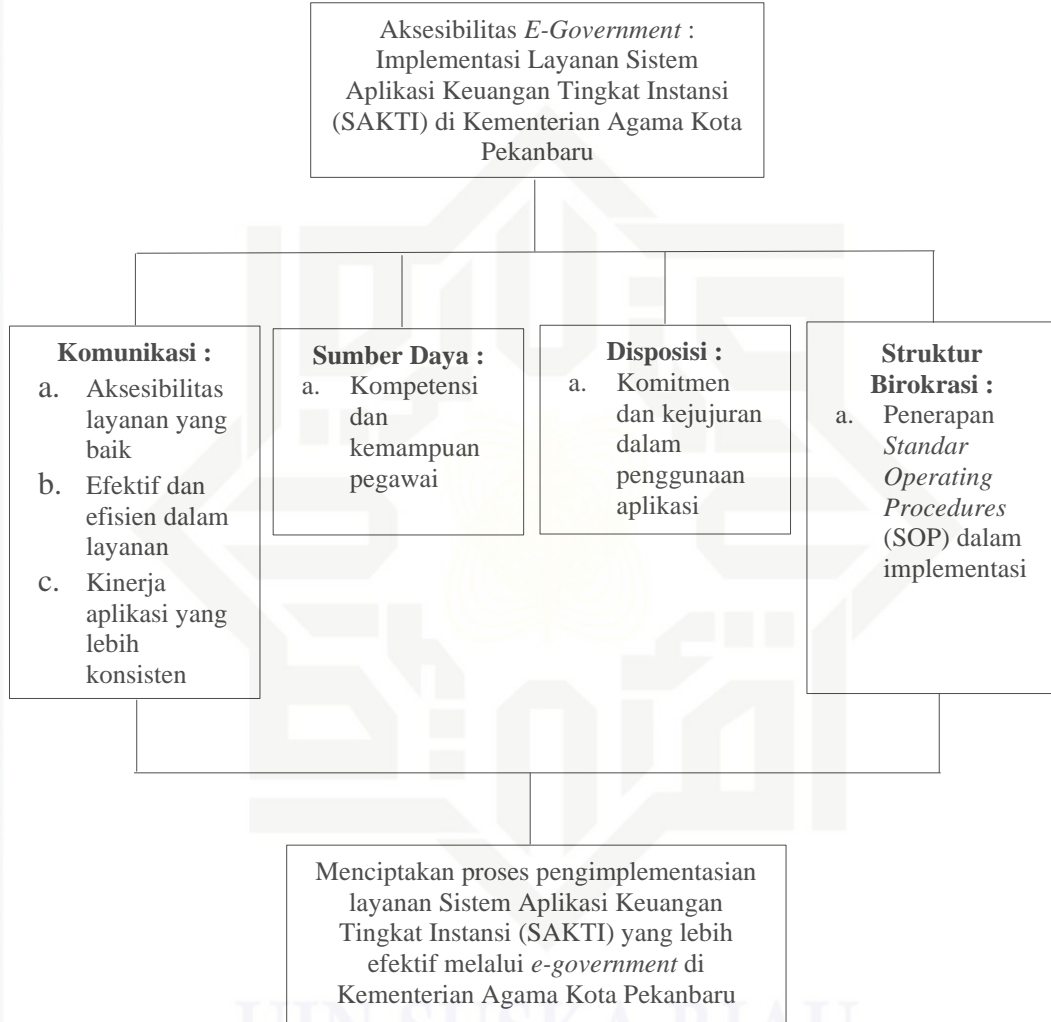 Aksesibilitas E-Government :
Implementasi Layanan Sistem
Aplikasi Keuangan Tingkat Instansi
(SAKTI) di Kementerian Agama Kota
Pekanbaru
Komunikasi :
a. Aksesibilitas
layanan yang
baik
b. Efektif dan
efisien dalam
layanan
c. Kinerja
aplikasi yang
lebih
konsisten
Sumber Daya :
a. Kompetensi
dan
kemampuan
pegawai
Disposisi :
a. Komitmen
dan kejujuran
dalam
penggunaan
aplikasi
Struktur
Birokrasi :
a. Penerapan
Standar
Operating
Procedures
(SOP) dalam
implementasi
Menciptakan proses pengimplementasian
layanan Sistem Aplikasi Keuangan
Tingkat Instansi (SAKTI) yang lebih
efektif melalui e-government di
Kementerian Agama Kota Pekanbaru
UIN SUSKA RIAU